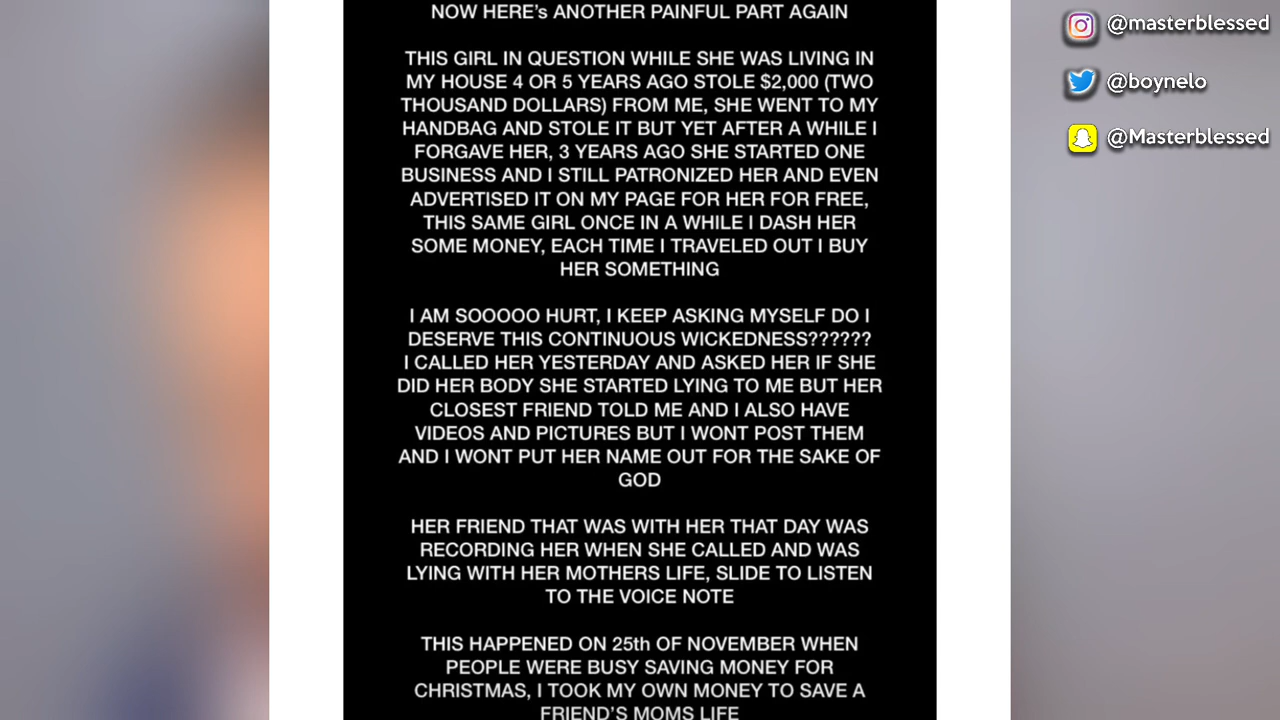 NOW HERE's ANOTHER PAINFUL PART AGAIN
THIS GIRL IN QUESTION WHILE SHE WAS LIVING IN
MY HOUSE 4 OR 5 YEARS AGO STOLE $2,000 (TWO
THOUSAND DOLLARS) FROM ME, SHE WENT TO MY
HANDBAG AND STOLE IT BUT YET AFTER A WHILE I
FORGAVE HER, 3 YEARS AGO SHE STARTED ONE
BUSINESS AND I STILL PATRONIZED HER AND EVEN
ADVERTISED IT ON MY PAGE FOR HER FOR FREE,
THIS SAME GIRL ONCE IN A WHILE I DASH HER
SOME MONEY, EACH TIME I TRAVELED OUT I BUY
HER SOMETHING
I AM SOOOOO HURT, I KEEP ASKING MYSELF DO I
DESERVE THIS CONTINUOUS WICKEDNESS??????
I CALLED HER YESTERDAY AND ASKED HER IF SHE
DID HER BODY SHE STARTED LYING TO ME BUT HER
CLOSEST FRIEND TOLD ME AND I ALSO HAVE
VIDEOS AND PICTURES BUT I WONT POST THEM
AND I WONT PUT HER NAME OUT FOR THE SAKE OF
GOD
HER FRIEND THAT WAS WITH HER THAT DAY WAS
RECORDING HER WHEN SHE CALLED AND WAS
LYING WITH HER MOTHERS LIFE, SLIDE TO LISTEN
TO THE VOICE NOTE
THIS HAPPENED ON 25th OF NOVEMBER WHEN
PEOPLE WERE BUSY SAVING MONEY FOR
CHRISTMAS, I TOOK MY OWN MONEY TO SAVE A
FRIEND'S MOMS LIFE
@masterblessed
@boynelo
@Masterblessed